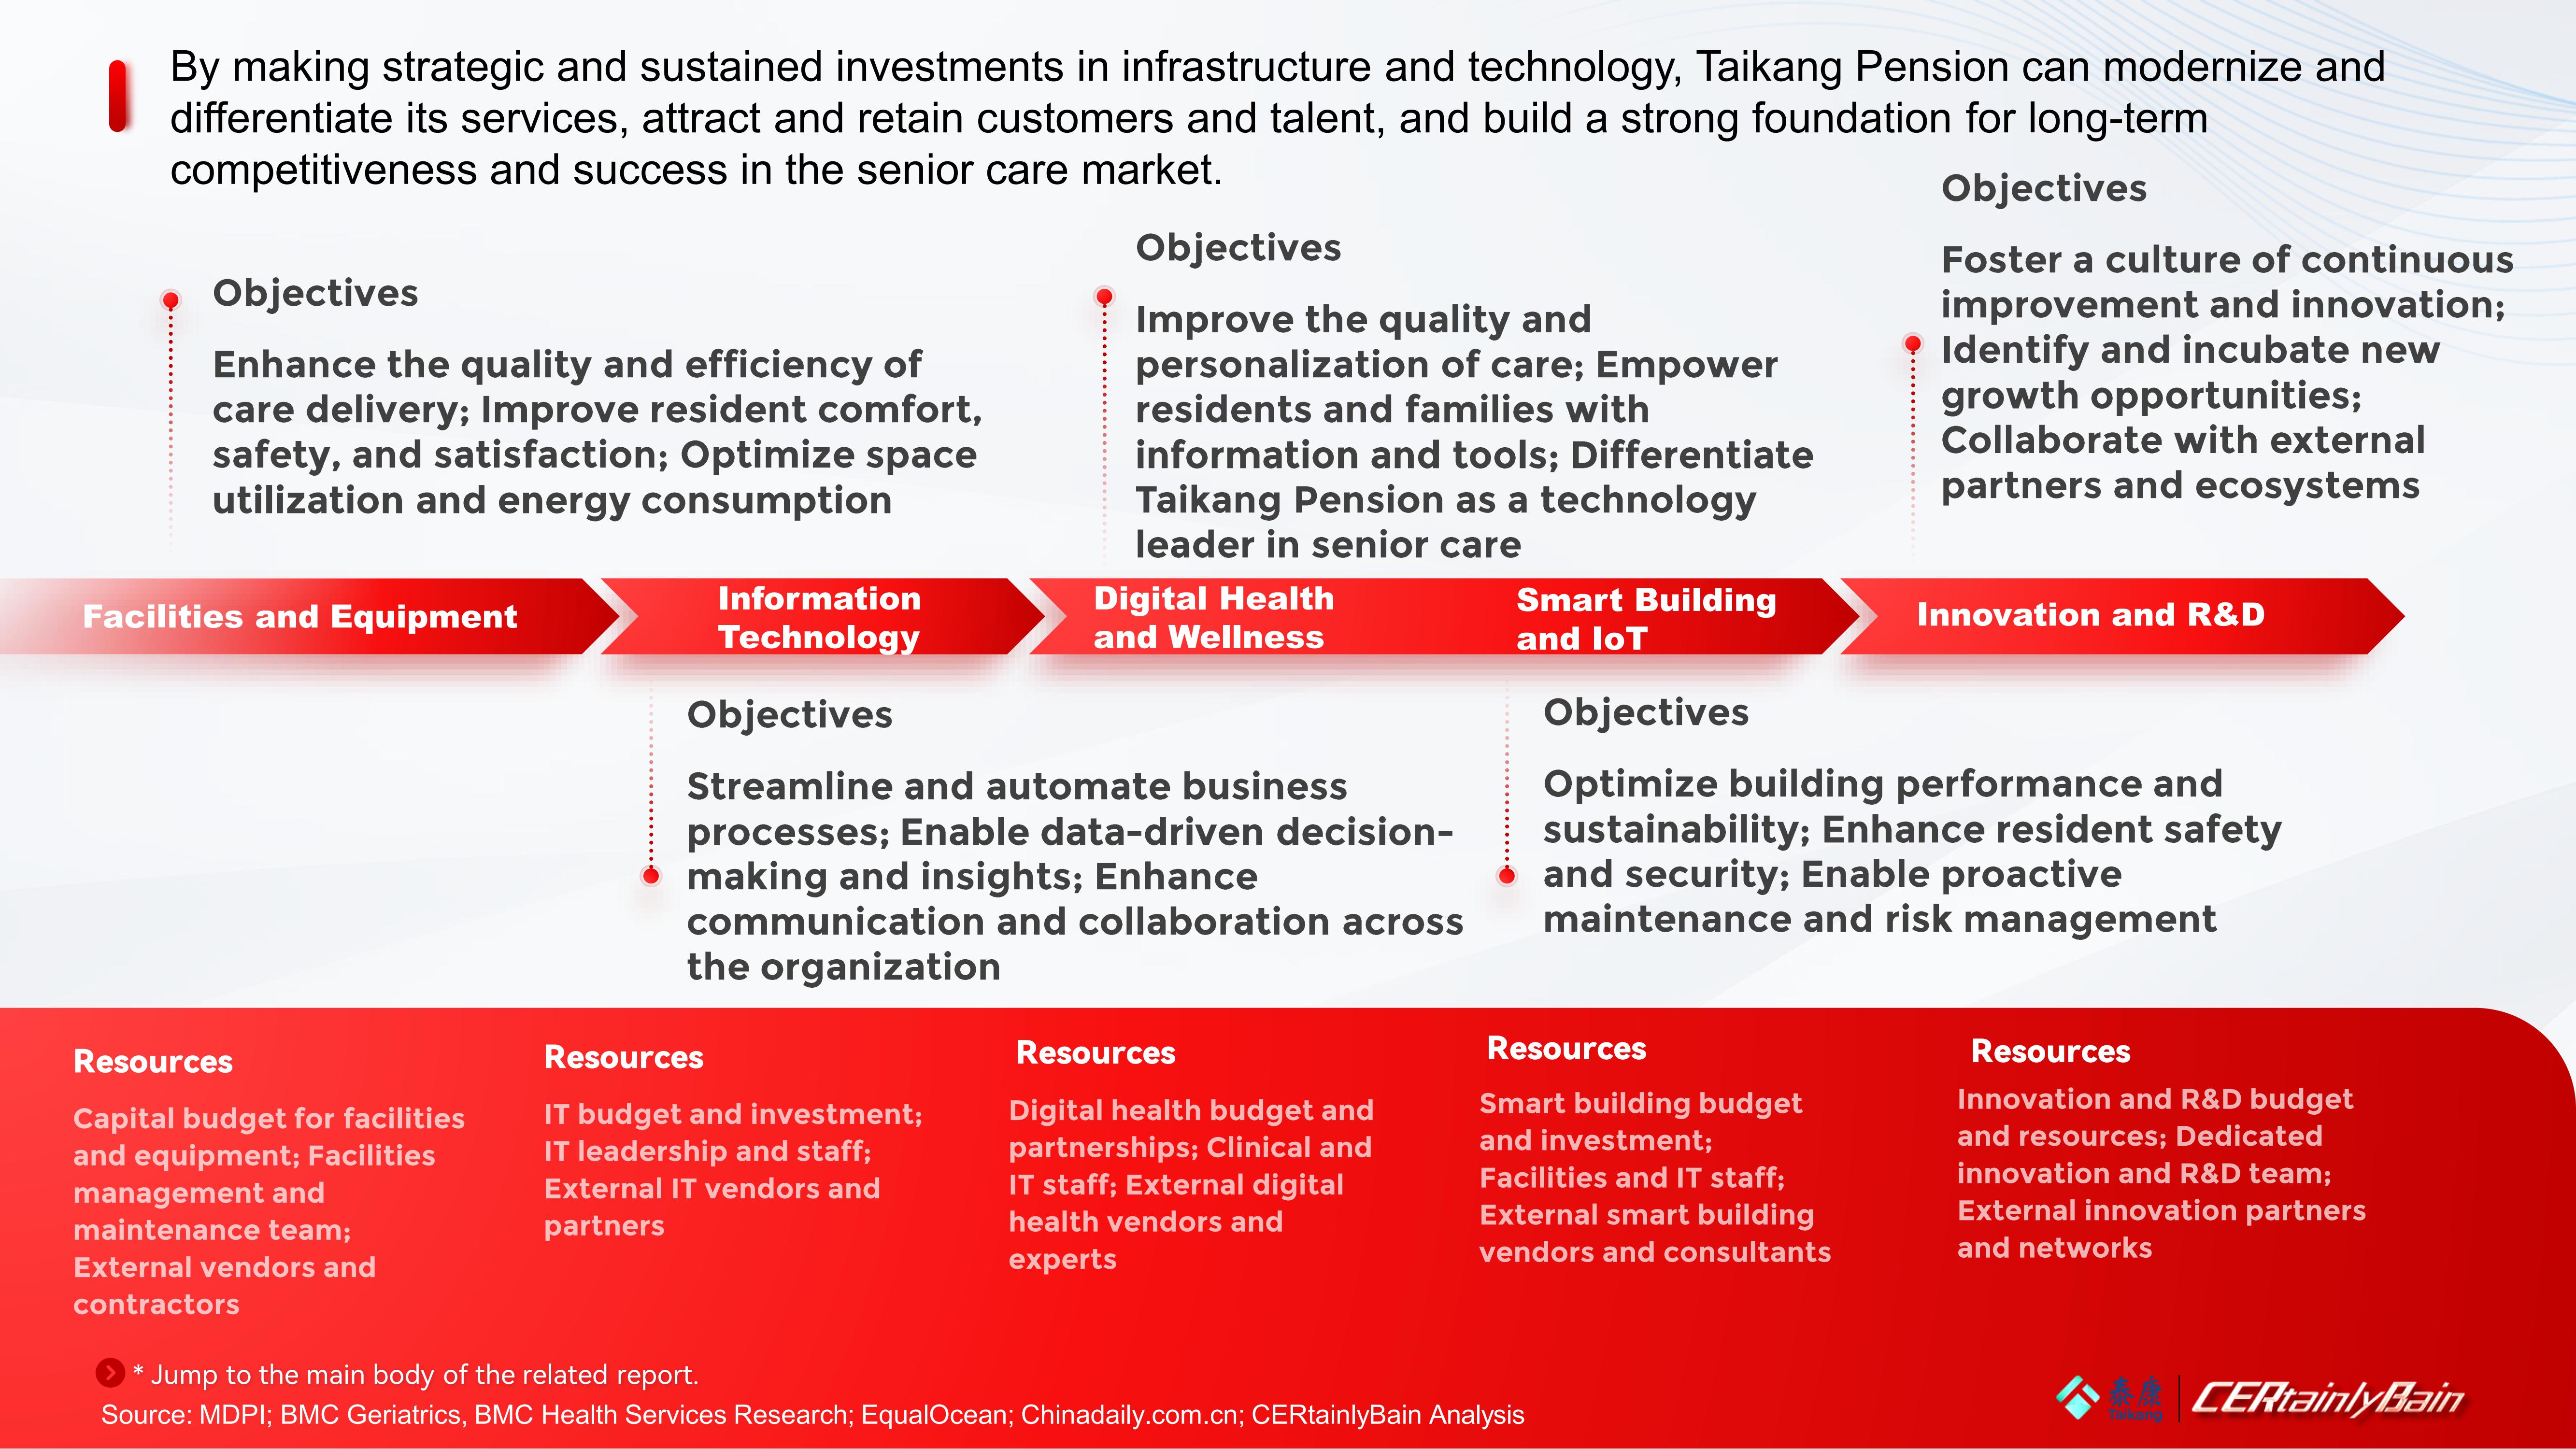 By making strategic and sustained investments in infrastructure and technology, Taikang Pension can modernize and
differentiate its services, attract and retain customers and talent, and build a strong foundation for long-term
competitiveness and success in the senior care market.
Objectives
Enhance the quality and efficiency of
care delivery; Improve resident comfort,
safety, and satisfaction; Optimize space
utilization and energy consumption
Objectives
Improve the quality and
personalization of care; Empower
residents and families with
information and tools; Differentiate
Taikang Pension as a technology
leader in senior care
Objectives
Foster a culture of continuous
improvement and innovation;
Identify and incubate new
growth opportunities;
Collaborate with external
partners and ecosystems
Facilities and Equipment
Information
Technology
Digital Health
and Wellness
Smart Building
and IoT
Innovation and R&D
Objectives
Streamline and automate business
processes; Enable data-driven decision-
making and insights; Enhance
communication and collaboration across
the organization
Objectives
Optimize building performance and
sustainability; Enhance resident safety
and security; Enable proactive
maintenance and risk management
Resources
Capital budget for facilities
and equipment; Facilities
management and
maintenance team;
External vendors and
contractors
Resources
IT budget and investment;
IT leadership and staff;
External IT vendors and
partners
Resources
Digital health budget and
partnerships; Clinical and
IT staff; External digital
health vendors and
experts
Resources
Smart building budget
and investment;
Facilities and IT staff;
External smart building
vendors and consultants
Resources
Innovation and R&D budget
and resources; Dedicated
innovation and R&D team;
External innovation partners
and networks
* Jump to the main body of the related report.
Source: MDPI; BMC Geriatrics, BMC Health Services Research; EqualOcean; Chinadaily.com.cn; CERtainlyBain Analysis
泰康
Taikang
CERtainlyBain